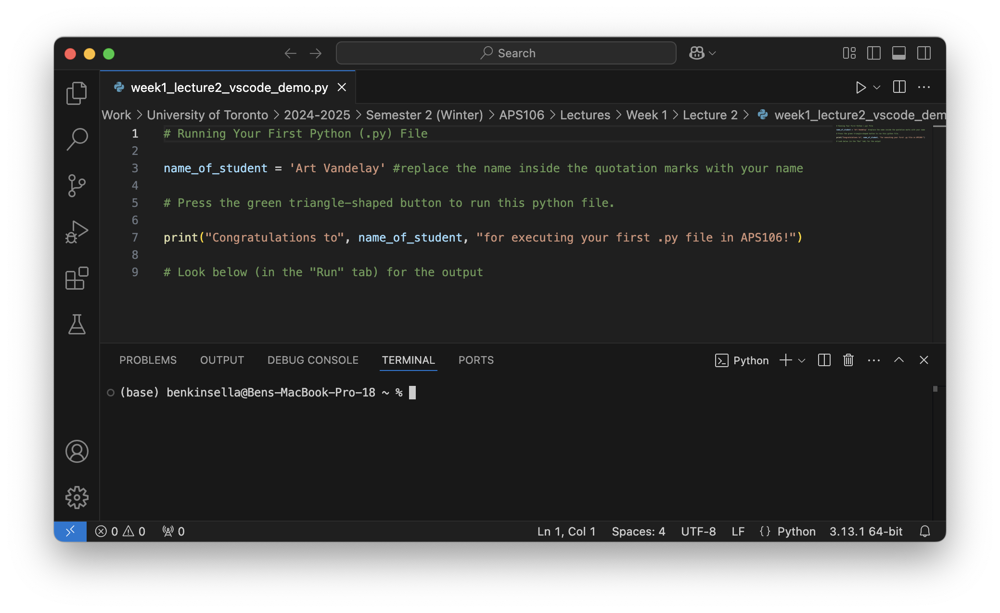 Search
week1_lecture2_vscode_demo.py
Work > University of Toronto > 2024-2025 > Semester 2 (Winter) > APS106 > Lectures > Week 1 > Lecture 2 > week1_lecture2_vscode_dem
1 # Running Your First Python (.py) File
2
3 name_of_student = 'Art Vandelay' #replace the name inside the quotation marks with your name
4
5 # Press the green triangle-shaped button to run this python file.
6
7 print("Congratulations to", name_of_student, "for executing your first .py file in APS106!")
8
9 # Look below (in the "Run" tab) for the output
PROBLEMS OUTPUT DEBUG CONSOLE TERMINAL PORTS Python
(base) benkinsella@Bens-MacBook-Pro-18 ~ %
0 0 0 Ln 1, Col 1 Spaces: 4 UTF-8 LF {} Python 3.13.1 64-bit